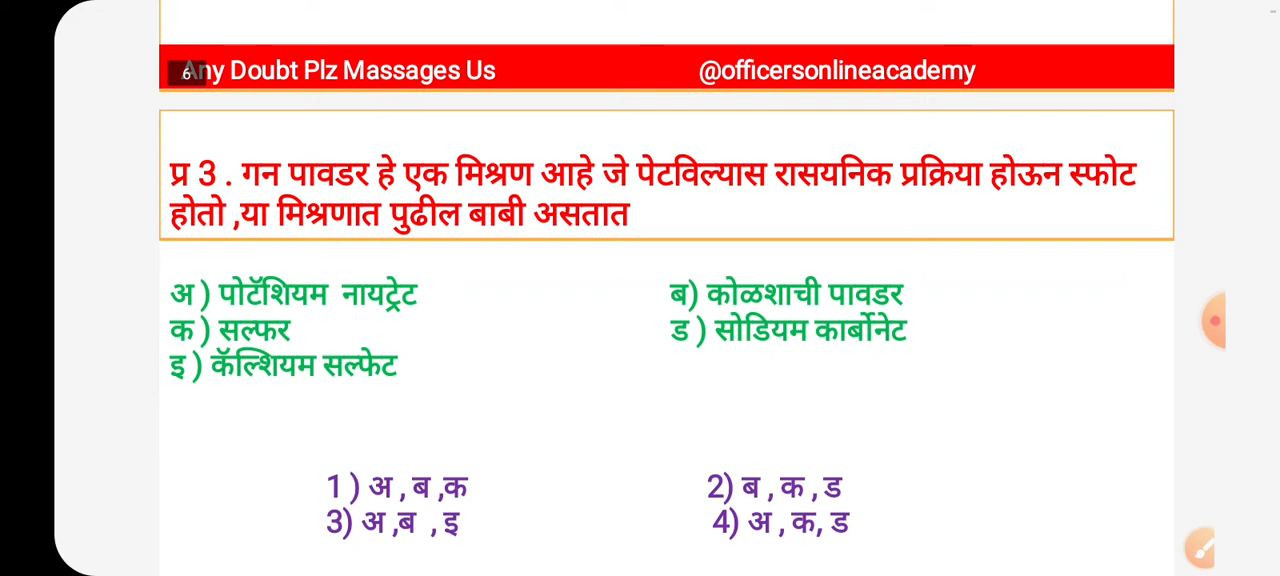 6
Any Doubt Plz Massages Us @officersonlineacademy
प्र 3 . गन पावडर हे एक मिश्रण आहे जे पेटविल्यास रासयनिक प्रक्रिया होऊन स्फोट
होतो ,या मिश्रणात पुढील बाबी असतात
अ ) पोटॅशियम नायट्रेट ब) कोळशाची पावडर
क ) सल्फर ड ) सोडियम कार्बोनेट
इ ) कॅल्शियम सल्फेट
1 ) अ , ब ,क 2) ब , क , ड
3) अ ,ब , इ 4) अ , क, ड